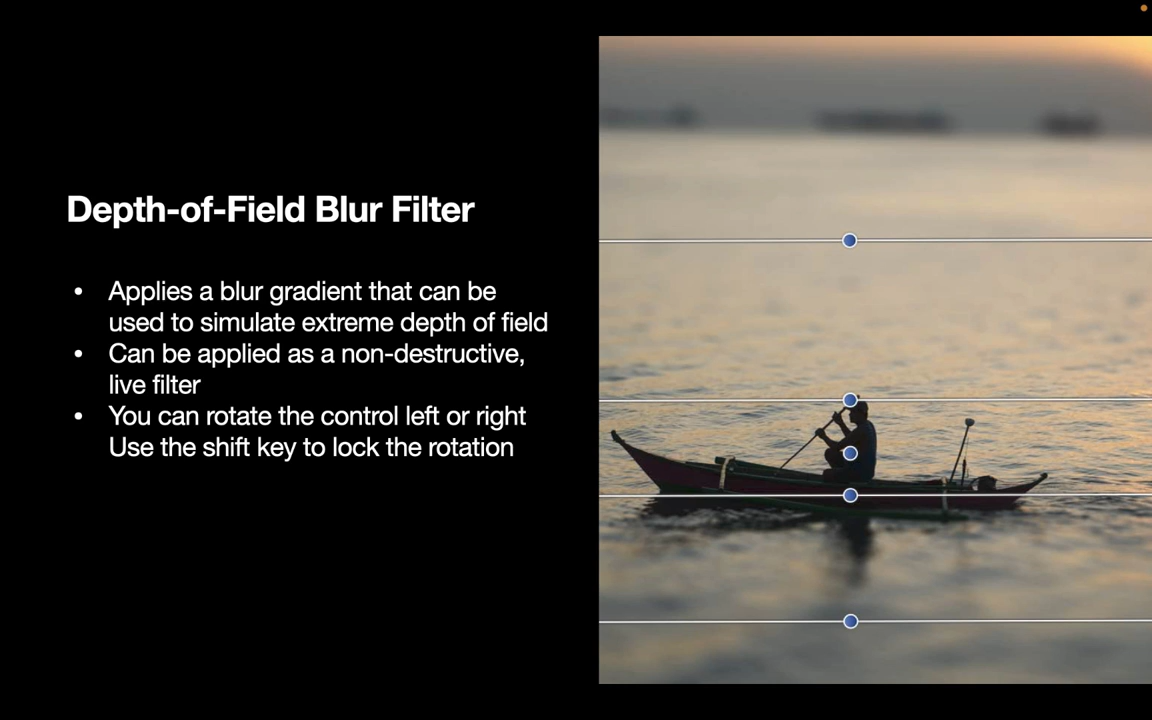 Depth-of-Field Blur Filter
• Applies a blur gradient that can be
used to simulate extreme depth of field
• Can be applied as a non-destructive,
live filter
• You can rotate the control left or right
Use the shift key to lock the rotation